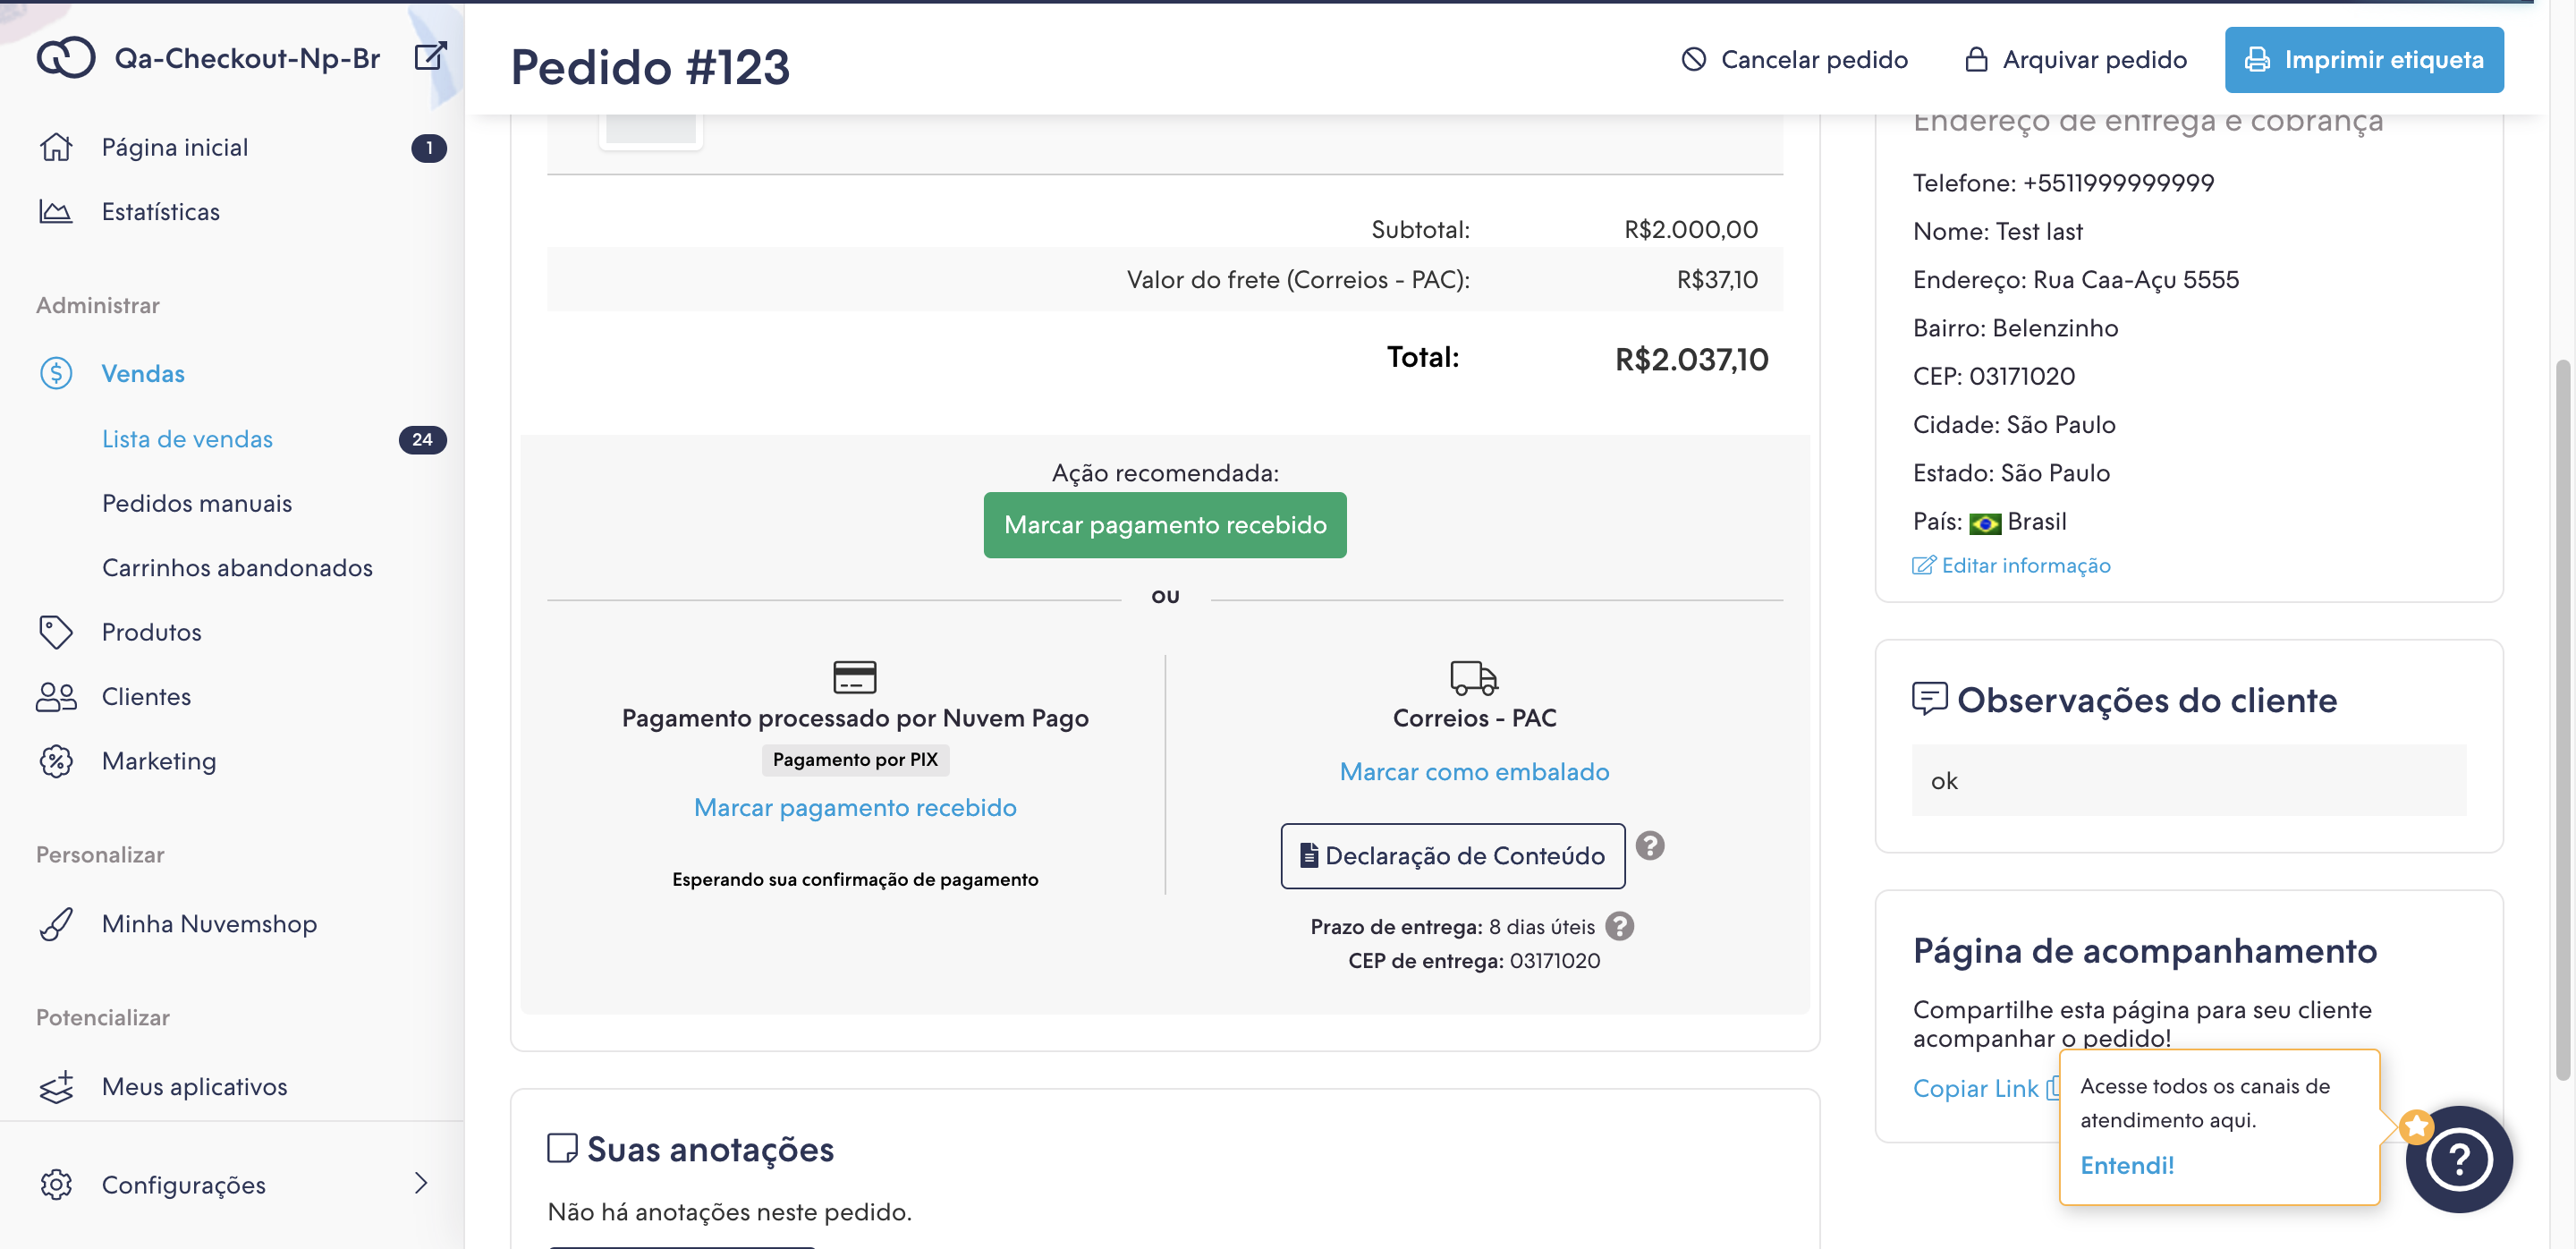 Qa-Checkout-Np-Br
Página inicial
1
Estatísticas
Administrar
Vendas
Lista de vendas
24
Pedidos manuais
Carrinhos abandonados
Produtos
Clientes
Marketing
Personalizar
Minha Nuvemshop
Potencializar
Meus aplicativos
Configurações
Pedido #123
Cancelar pedido
Arquivar pedido
Imprimir etiqueta
Subtotal: R$2.000,00
Valor do frete (Correios - PAC): R$37,10
Total: R$2.037,10
Ação recomendada:
Marcar pagamento recebido
ou
Pagamento processado por Nuvem Pago
Pagamento por PIX
Marcar pagamento recebido
Esperando sua confirmação de pagamento
Correios - PAC
Marcar como embalado
Declaração de Conteúdo
Prazo de entrega: 8 dias úteis
CEP de entrega: 03171020
Suas anotações
Não há anotações neste pedido.
Endereço de entrega e cobrança
Telefone: +5511999999999
Nome: Test last
Endereço: Rua Caa-Açu 5555
Bairro: Belenzinho
CEP: 03171020
Cidade: São Paulo
Estado: São Paulo
País: Brasil
Editar informação
Observações do cliente
ok
Página de acompanhamento
Compartilhe esta página para seu cliente
acompanhar o pedido!
Copiar Link
Acesse todos os canais de
atendimento aqui.
Entendi!